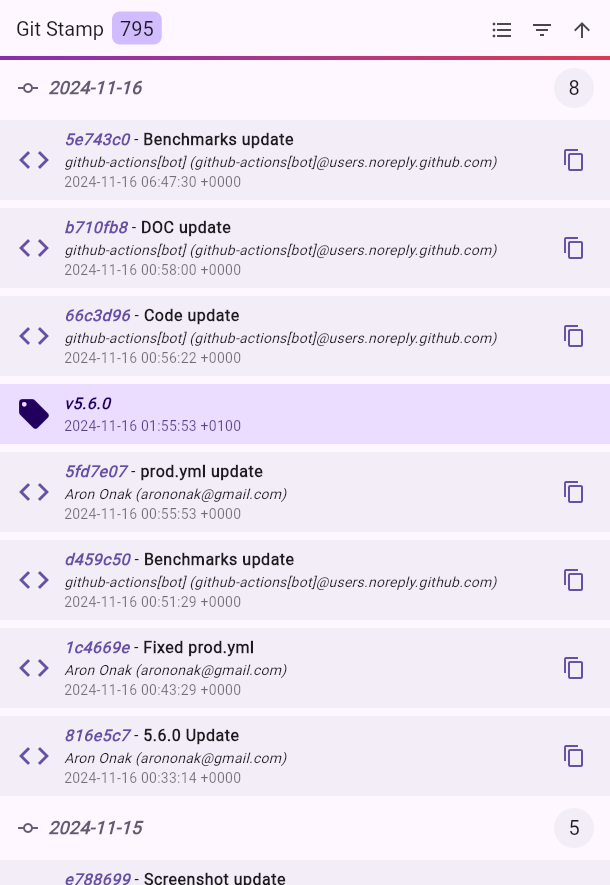 Git Stamp 795
2024-11-16 8
5e743c0 - Benchmarks update
github-actions[bot] (github-actions[bot]@users.noreply.github.com)
2024-11-16 06:47:30 +0000
b710fb8 - DOC update
github-actions[bot] (github-actions[bot]@users.noreply.github.com)
2024-11-16 00:58:00 +0000
66c3d96 - Code update
github-actions[bot] (github-actions[bot]@users.noreply.github.com)
2024-11-16 00:56:22 +0000
v5.6.0
2024-11-16 01:55:53 +0100
5fd7e07 - prod.yml update
Aron Onak (arononak@gmail.com)
2024-11-16 00:55:53 +0000
d459c50 - Benchmarks update
github-actions[bot] (github-actions[bot]@users.noreply.github.com)
2024-11-16 00:51:29 +0000
1c4669e - Fixed prod.yml
Aron Onak (arononak@gmail.com)
2024-11-16 00:43:29 +0000
816e5c7 - 5.6.0 Update
Aron Onak (arononak@gmail.com)
2024-11-16 00:33:14 +0000
2024-11-15 5
e788699 - Screenshot update